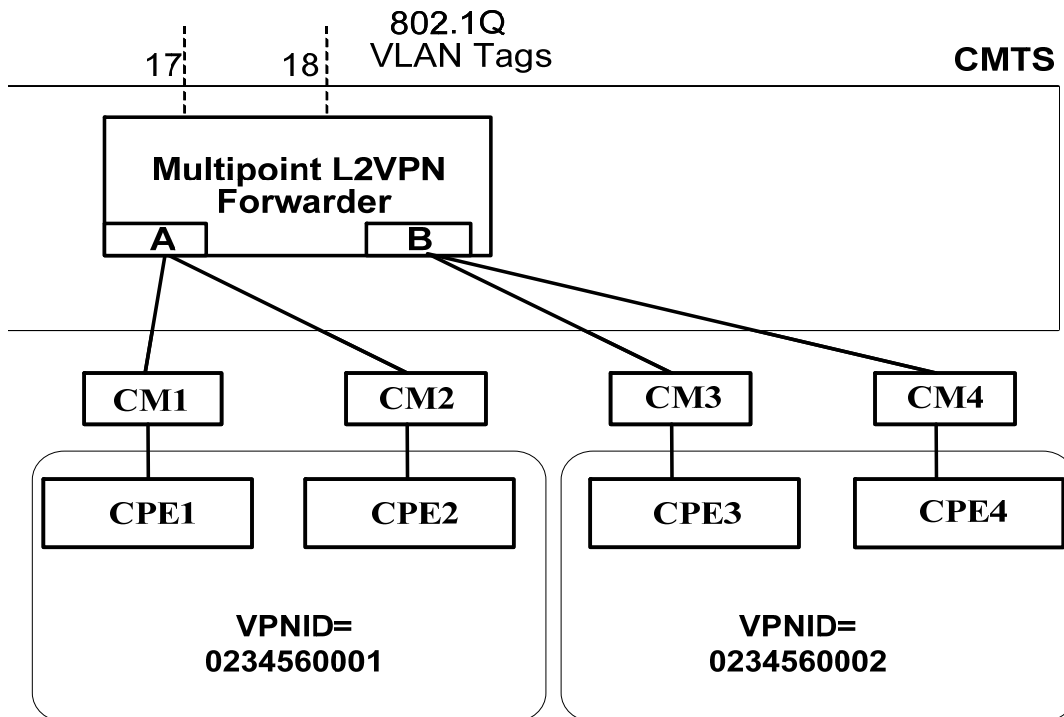 802.1Q
VLAN Tags
17
18
CMTS
Multipoint L2VPN
Forwarder
A
B
CM1
CM2
CM3
CM4
CPE1
CPE2
CPE3
CPE4
VPNID=
0234560001
VPNID=
0234560002